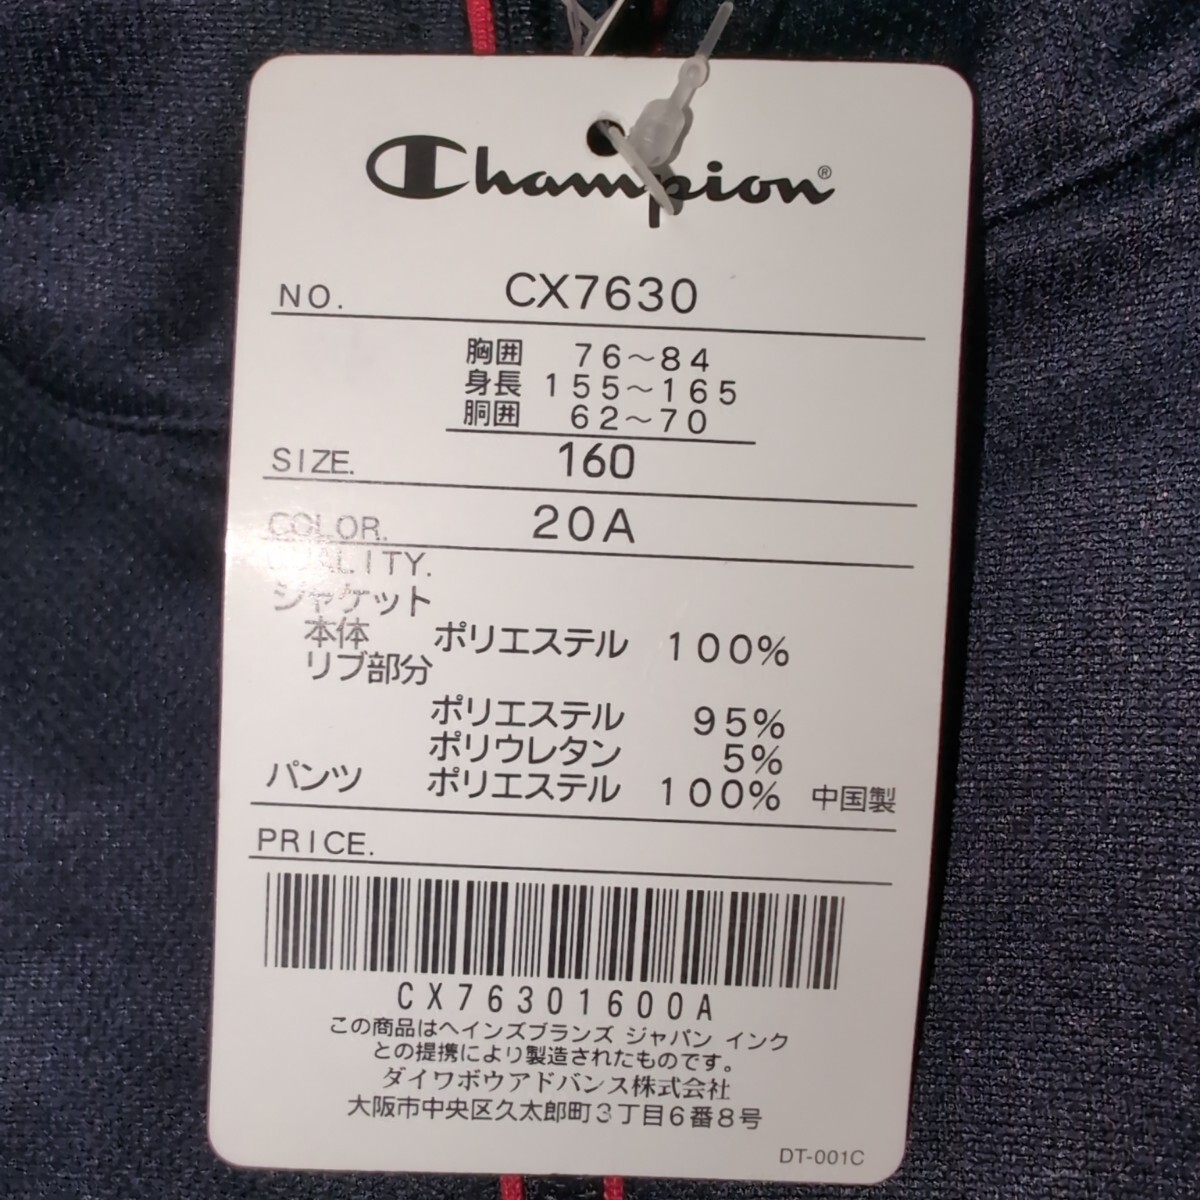 Champion®
NO. CX7630
胸囲 76～84
身長 155～165
胴囲 62～70
SIZE. 160
COLOR. 20A
QUALITY.
ジャケット
本体 ポリエステル 100%
リブ部分
ポリエステル 95%
ポリウレタン 5%
パンツ ポリエステル 100% 中国製
PRICE.
CX76301600A
この商品はヘインズブランズ ジャパン インク
との提携により製造されたものです。
ダイワボウアドバンス株式会社
大阪市中央区久太郎町3丁目6番8号
DT-001C